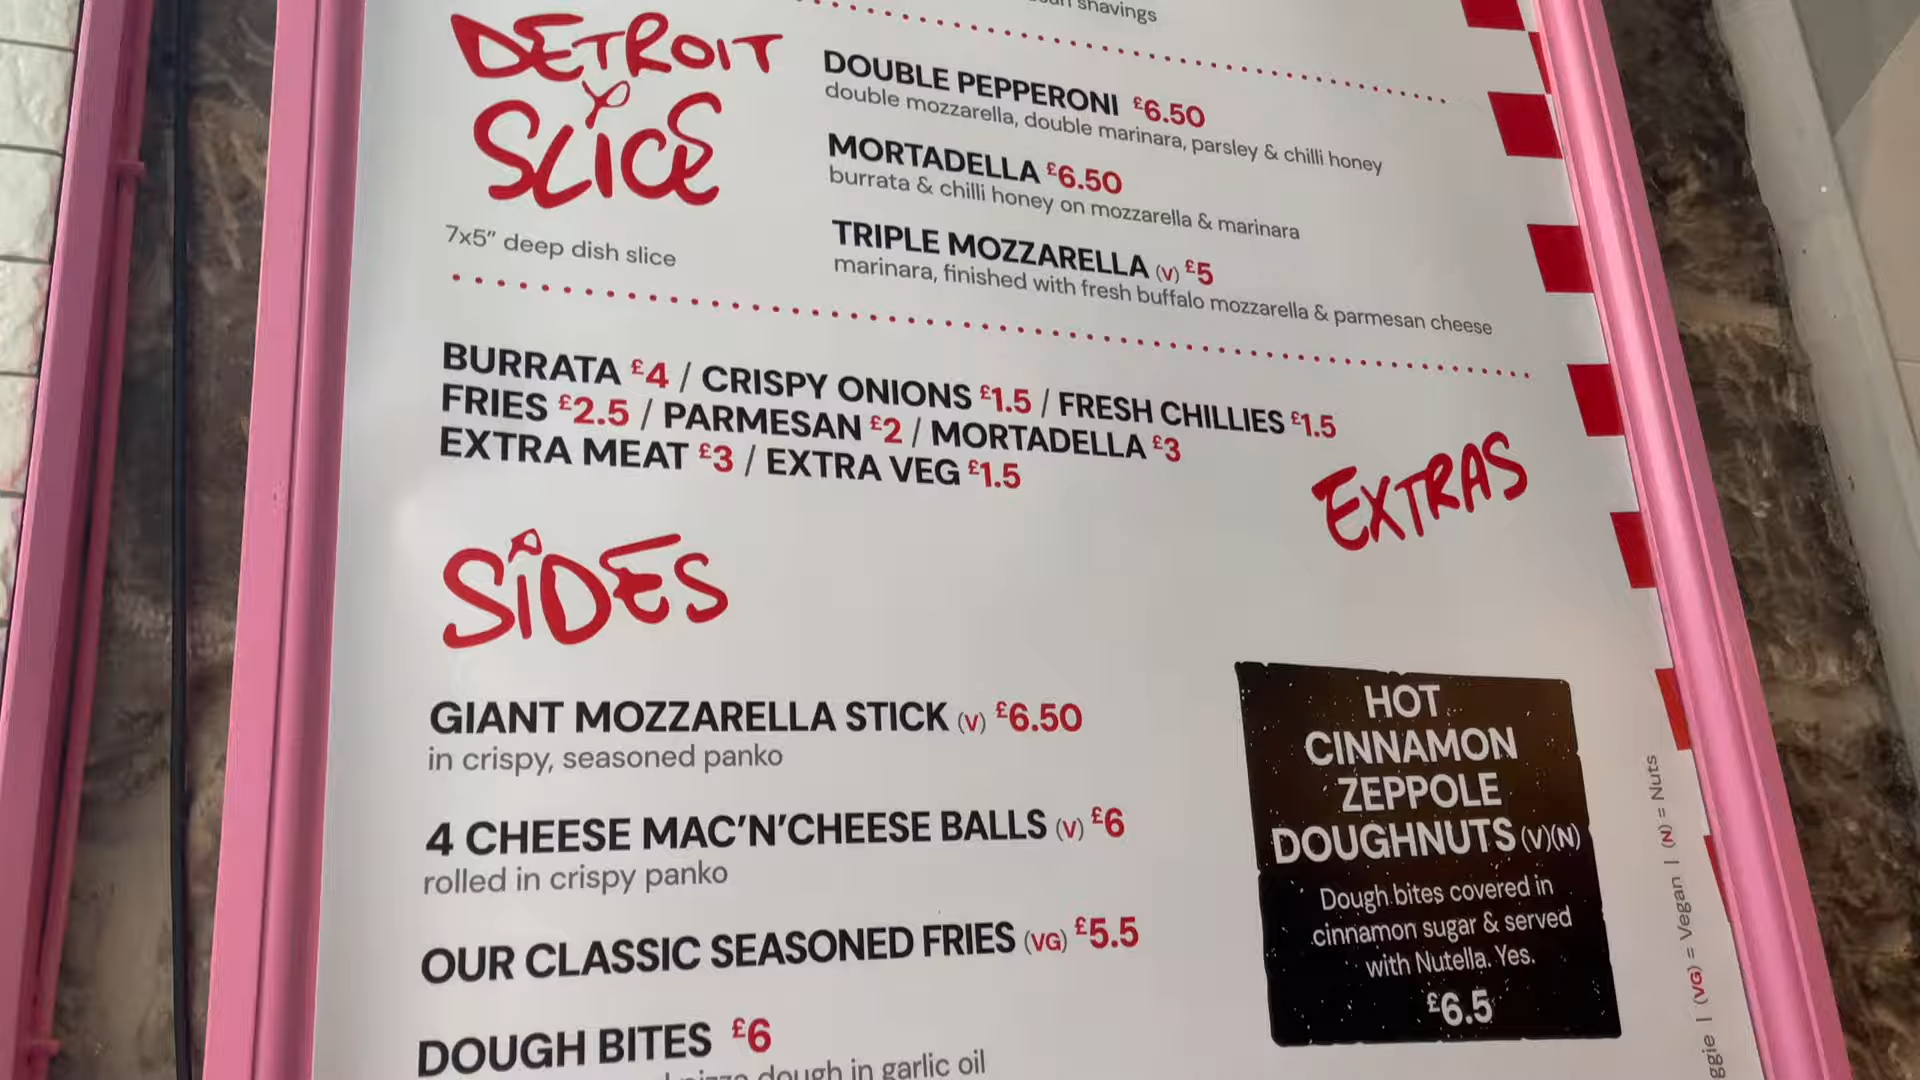 shavings
DETROIT
SLICE
7x5" deep dish slice
DOUBLE PEPPERONI £6.50
double mozzarella, double marinara, parsley & chilli honey
MORTADELLA £6.50
burrata & chilli honey on mozzarella & marinara
TRIPLE MOZZARELLA (V) £5
marinara, finished with fresh buffalo mozzarella & parmesan cheese
BURRATA £4 / CRISPY ONIONS £1.5 / FRESH CHILLIES £1.5
FRIES £2.5 / PARMESAN £2 / MORTADELLA £3
EXTRA MEAT £3 / EXTRA VEG £1.5
EXTRAS
SIDES
GIANT MOZZARELLA STICK (V) £6.50
in crispy, seasoned panko
4 CHEESE MAC'N'CHEESE BALLS (V) £6
rolled in crispy panko
OUR CLASSIC SEASONED FRIES (VG) £5.5
DOUGH BITES £6
dough in garlic oil
HOT
CINNAMON
ZEPPOLE
DOUGHNUTS (V)(N)
Dough bites covered in
cinnamon sugar & served
with Nutella. Yes.
£6.5
| (VG) = Vegan | (N) = Nuts